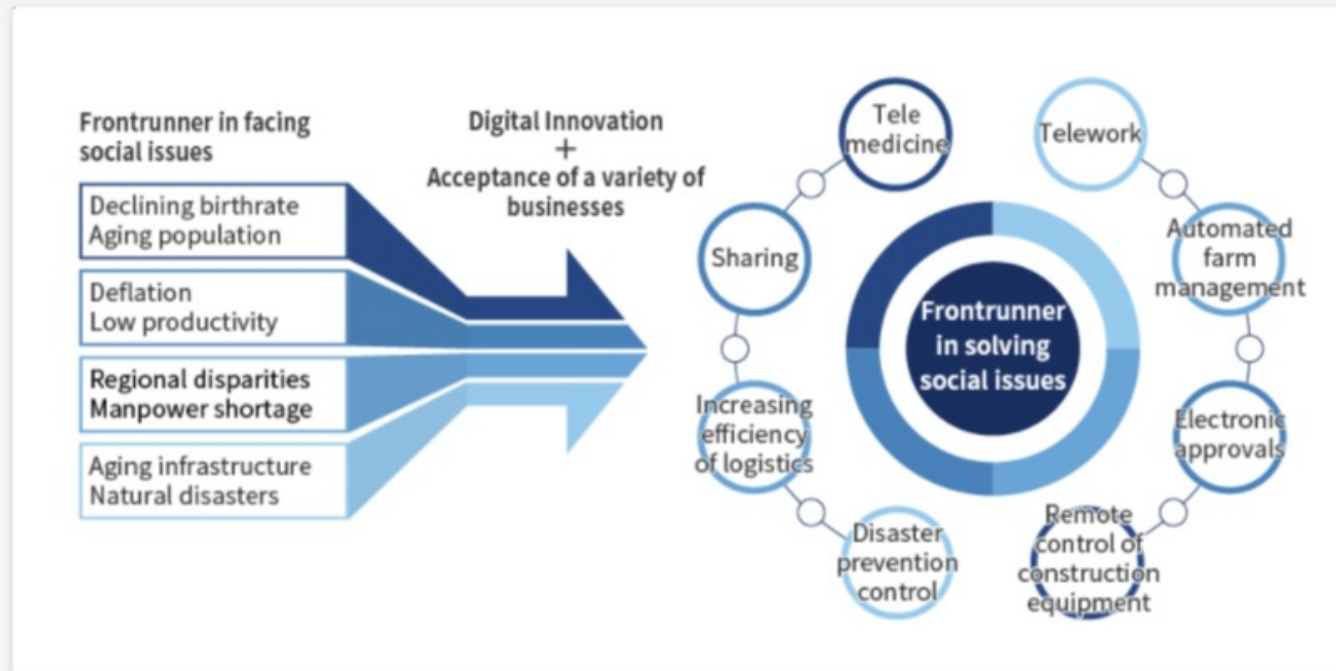 Frontrunner in facing
social issues
Declining birthrate
Aging population
Deflation
Low productivity
Regional disparities
Manpower shortage
Aging infrastructure
Natural disasters
Digital Innovation
+
Acceptance of a variety of
businesses
Tele
medicine
Sharing
Increasing
efficiency
of logistics
Disaster
prevention
control
Frontrunner
in solving
social issues
Telework
Automated
farm
management
Electronic
approvals
Remote
control of
construction
equipment